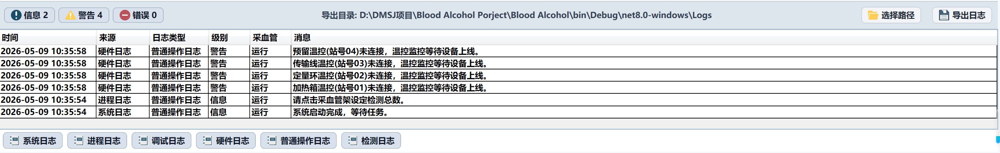 信息 2 警告 4 错误 0 导出目录: D:\DMSJ项目\Blood Alcohol Porject\Blood Alcohol\bin\Debug\net8.0-windows\Logs 选择路径 导出日志
时间 来源 日志类型 级别 采血管 消息
2026-05-09 10:35:58 硬件日志 普通操作日志 警告 运行 预留温控(站号04)未连接，温控监控等待设备上线。
2026-05-09 10:35:58 硬件日志 普通操作日志 警告 运行 传输线温控(站号03)未连接，温控监控等待设备上线。
2026-05-09 10:35:58 硬件日志 普通操作日志 警告 运行 定量环温控(站号02)未连接，温控监控等待设备上线。
2026-05-09 10:35:58 硬件日志 普通操作日志 警告 运行 加热箱温控(站号01)未连接，温控监控等待设备上线。
2026-05-09 10:35:54 进程日志 普通操作日志 信息 运行 请点击采血管架设定检测总数。
2026-05-09 10:35:54 系统日志 普通操作日志 信息 运行 系统启动完成，等待任务。
系统日志 进程日志 调试日志 硬件日志 普通操作日志 检测日志